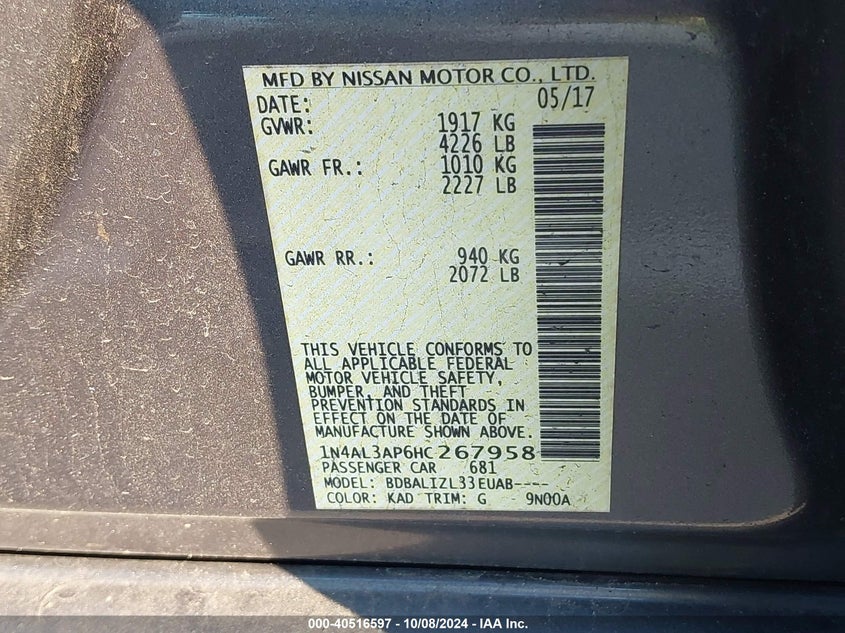 MFD BY NISSAN MOTOR CO., LTD.
DATE: 05/17
GVWR: 1917 KG
4226 LB
GAWR FR.: 1010 KG
2227 LB
GAWR RR.: 940 KG
2072 LB
THIS VEHICLE CONFORMS TO
ALL APPLICABLE FEDERAL
MOTOR VEHICLE SAFETY,
BUMPER, AND THEFT
PREVENTION STANDARDS IN
EFFECT ON THE DATE OF
MANUFACTURE SHOWN ABOVE.
1N4AL3AP6HC267958
PASSENGER CAR 681
MODEL: BDBALIZL33EUAB----
COLOR: KAD TRIM: G 9N00A
000-40516597 - 10/08/2024 - IAA Inc.